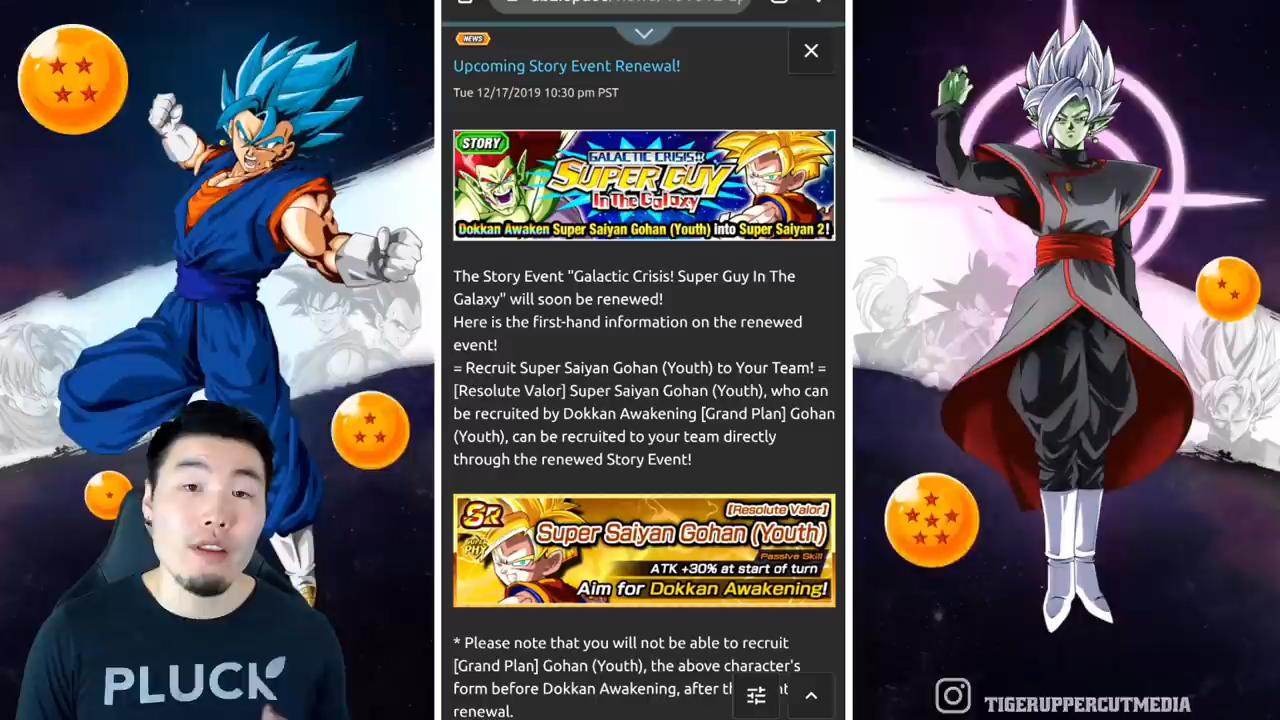 NEWS
Upcoming Story Event Renewal!
Tue 12/17/2019 10:30 pm PST
STORY
GALACTIC CRISIS!!
SUPER GUY
In The Galaxy
Dokkan Awaken Super Saiyan Gohan (Youth) into Super Saiyan 2!
The Story Event "Galactic Crisis! Super Guy In The
Galaxy" will soon be renewed!
Here is the first-hand information on the renewed
event!
= Recruit Super Saiyan Gohan (Youth) to Your Team! =
[Resolute Valor] Super Saiyan Gohan (Youth), who can
be recruited by Dokkan Awakening [Grand Plan] Gohan
(Youth), can be recruited to your team directly
through the renewed Story Event!
SR
[Resolute Valor]
Super Saiyan Gohan (Youth)
SUPER
PHY
Passive Skill
ATK +30% at start of turn
Aim for Dokkan Awakening!
* Please note that you will not be able to recruit
[Grand Plan] Gohan (Youth), the above character's
form before Dokkan Awakening, after
renewal.
PLUCK
TIGERUPPERCUTMEDIA